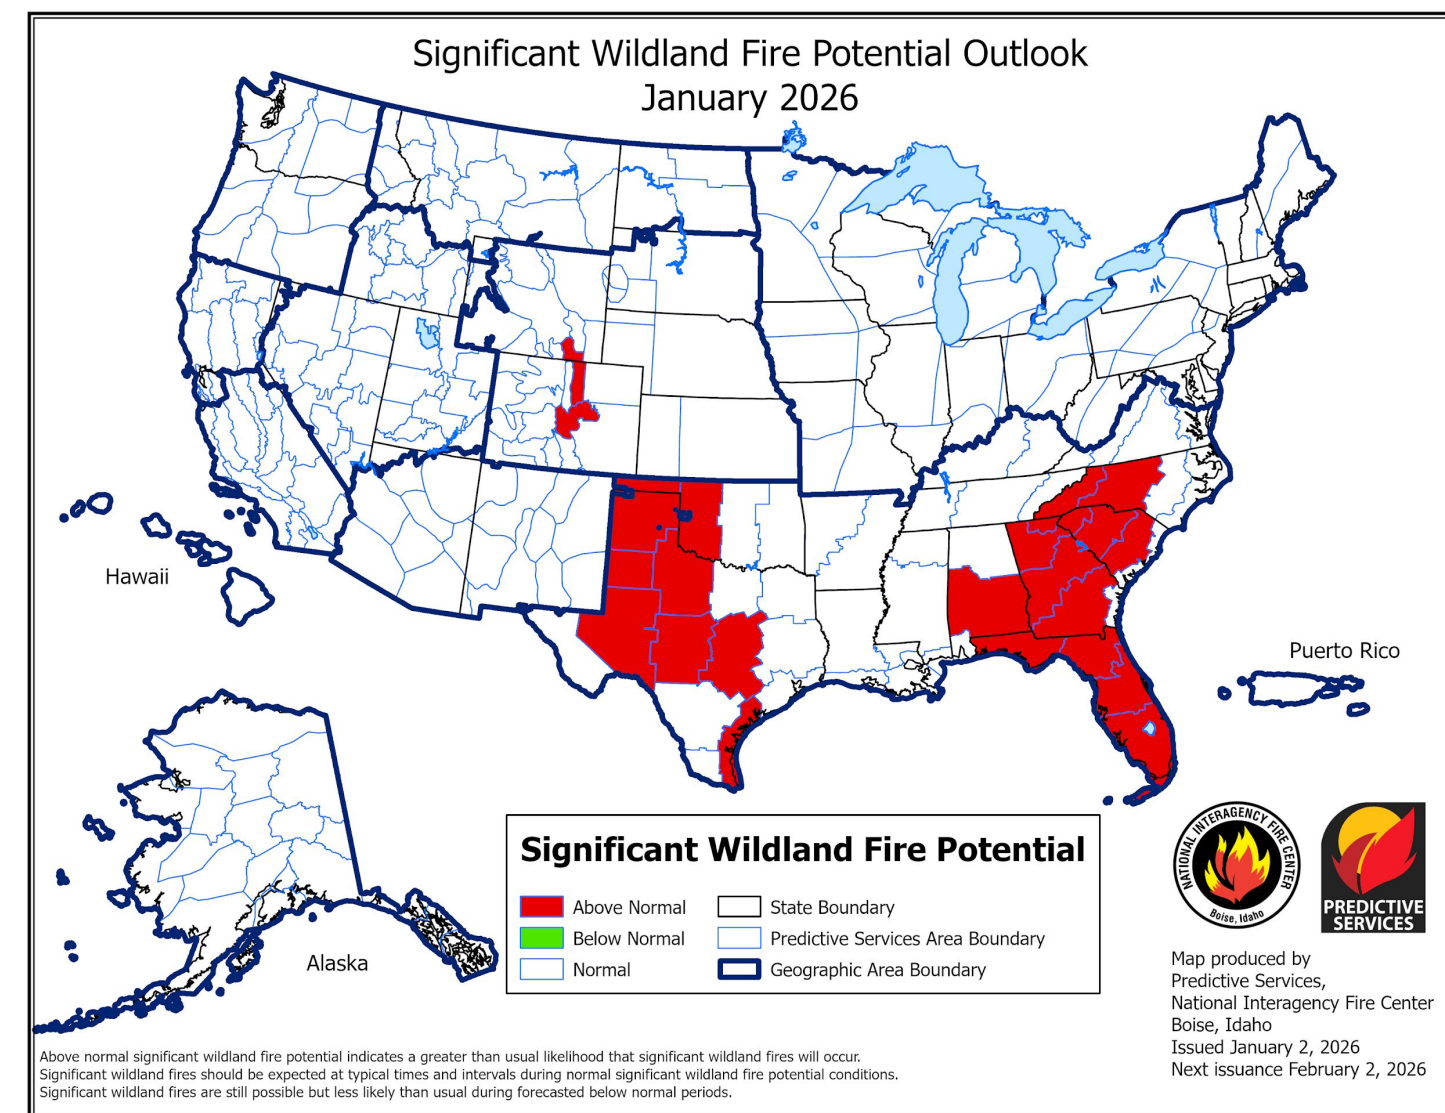 Significant Wildland Fire Potential Outlook
January 2026
Hawaii
Puerto Rico
Alaska
Significant Wildland Fire Potential
Above Normal
Below Normal
Normal
State Boundary
Predictive Services Area Boundary
Geographic Area Boundary
NATIONAL INTERAGENCY FIRE CENTER
Boise, Idaho
PREDICTIVE
SERVICES
Map produced by
Predictive Services,
National Interagency Fire Center
Boise, Idaho
Issued January 2, 2026
Next issuance February 2, 2026
Above normal significant wildland fire potential indicates a greater than usual likelihood that significant wildland fires will occur.
Significant wildland fires should be expected at typical times and intervals during normal significant wildland fire potential conditions.
Significant wildland fires are still possible but less likely than usual during forecasted below normal periods.